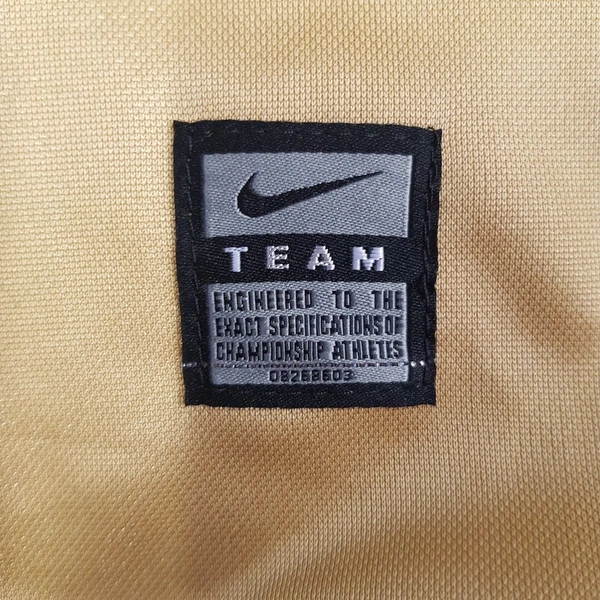 TEAM
ENGINEERED TO THE
EXACT SPECIFICATIONS OF
CHAMPIONSHIP ATHLETES
08268603